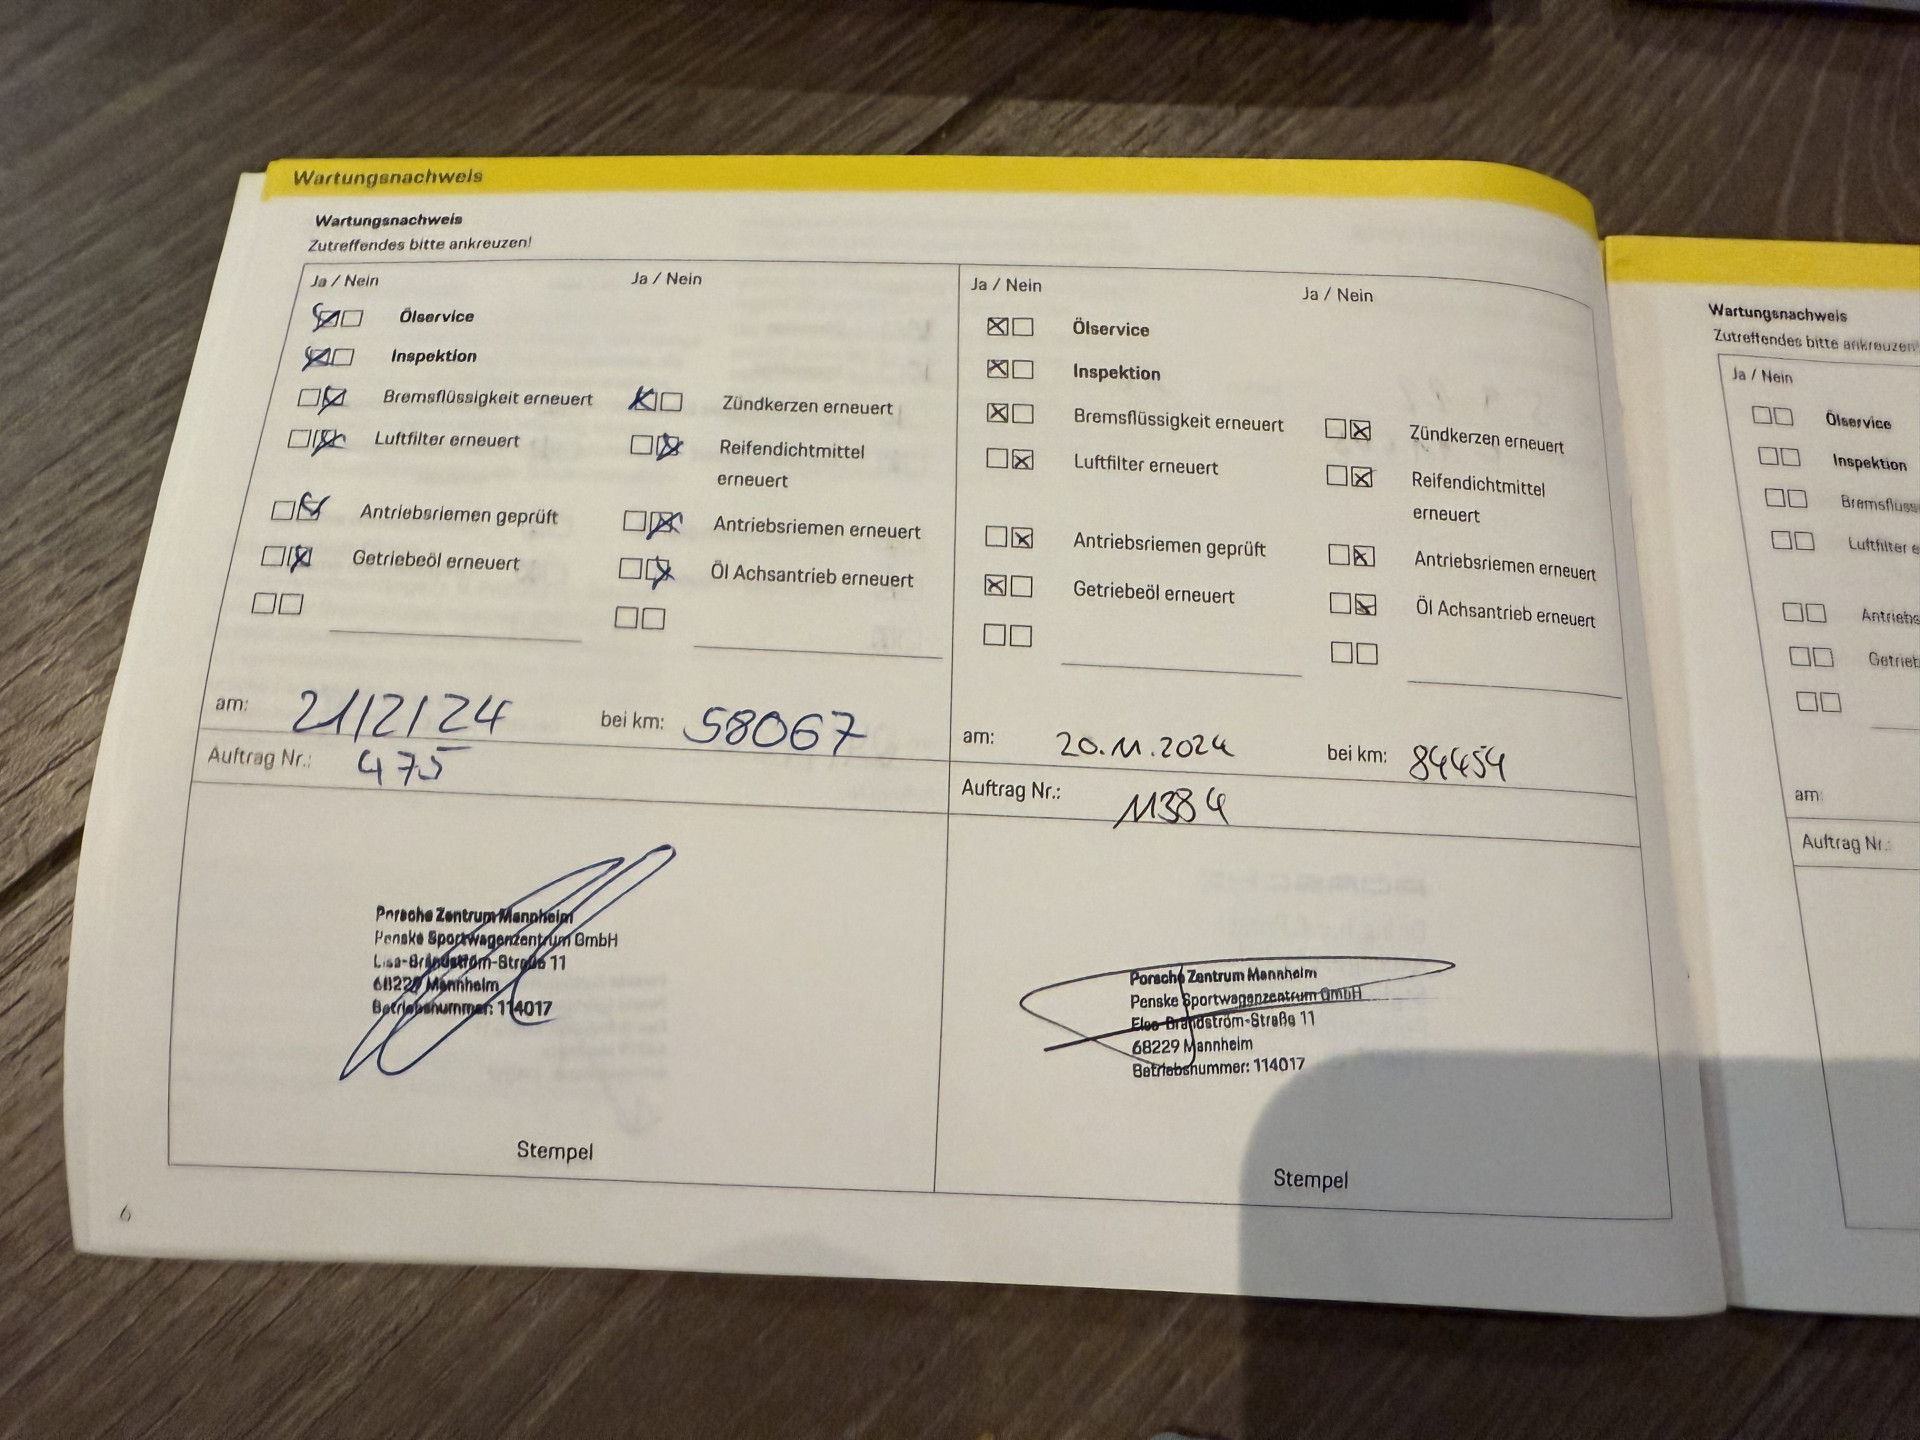 Wartungsnachweis
Wartungsnachweis
Zutreffendes bitte ankreuzen!
Ja / Nein
Ja / Nein
Ölservice
Inspektion
Bremsflüssigkeit erneuert
Zündkerzen erneuert
Luftfilter erneuert
Reifendichtmittel
erneuert
Antriebsriemen geprüft
Antriebsriemen erneuert
Getriebeöl erneuert
Öl Achsantrieb erneuert
am: 21/2/24
bei km: 58067
Auftrag Nr.: 475
Porsche Zentrum Mannheim
Penske Sportwagenzentrum GmbH
Elsa-Brändström-Straße 11
68229 Mannheim
Betriebsnummer: 114017
Stempel
6
Ja / Nein
Ja / Nein
Ölservice
Inspektion
Bremsflüssigkeit erneuert
Zündkerzen erneuert
Luftfilter erneuert
Reifendichtmittel
erneuert
Antriebsriemen geprüft
Antriebsriemen erneuert
Getriebeöl erneuert
Öl Achsantrieb erneuert
am: 20.11.2024
bei km: 84454
Auftrag Nr.: 11384
Porsche Zentrum Mannheim
Penske Sportwagenzentrum GmbH
Elsa-Brändström-Straße 11
68229 Mannheim
Betriebsnummer: 114017
Stempel
Wartungsnachweis
Zutreffendes bitte ankreuzen!
Ja / Nein
Ölservice
Inspektion
Bremsflüss
Luftfilter e
Antriebs
Getrieb
am:
Auftrag Nr.: